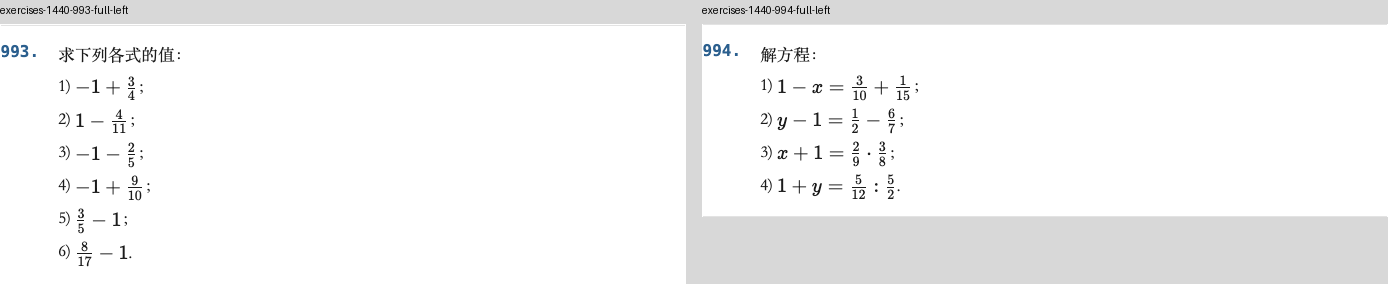 exercises-1440-993-full-left
993. 求下列各式的值:
1) −1 + 3/4 ;
2) 1 − 4/11 ;
3) −1 − 2/5 ;
4) −1 + 9/10 ;
5) 3/5 − 1 ;
6) 8/17 − 1.
exercises-1440-994-full-left
994. 解方程:
1) 1 − x = 3/10 + 1/15 ;
2) y − 1 = 1/2 − 6/7 ;
3) x + 1 = 2/9 · 3/8 ;
4) 1 + y = 5/12 : 5/2.